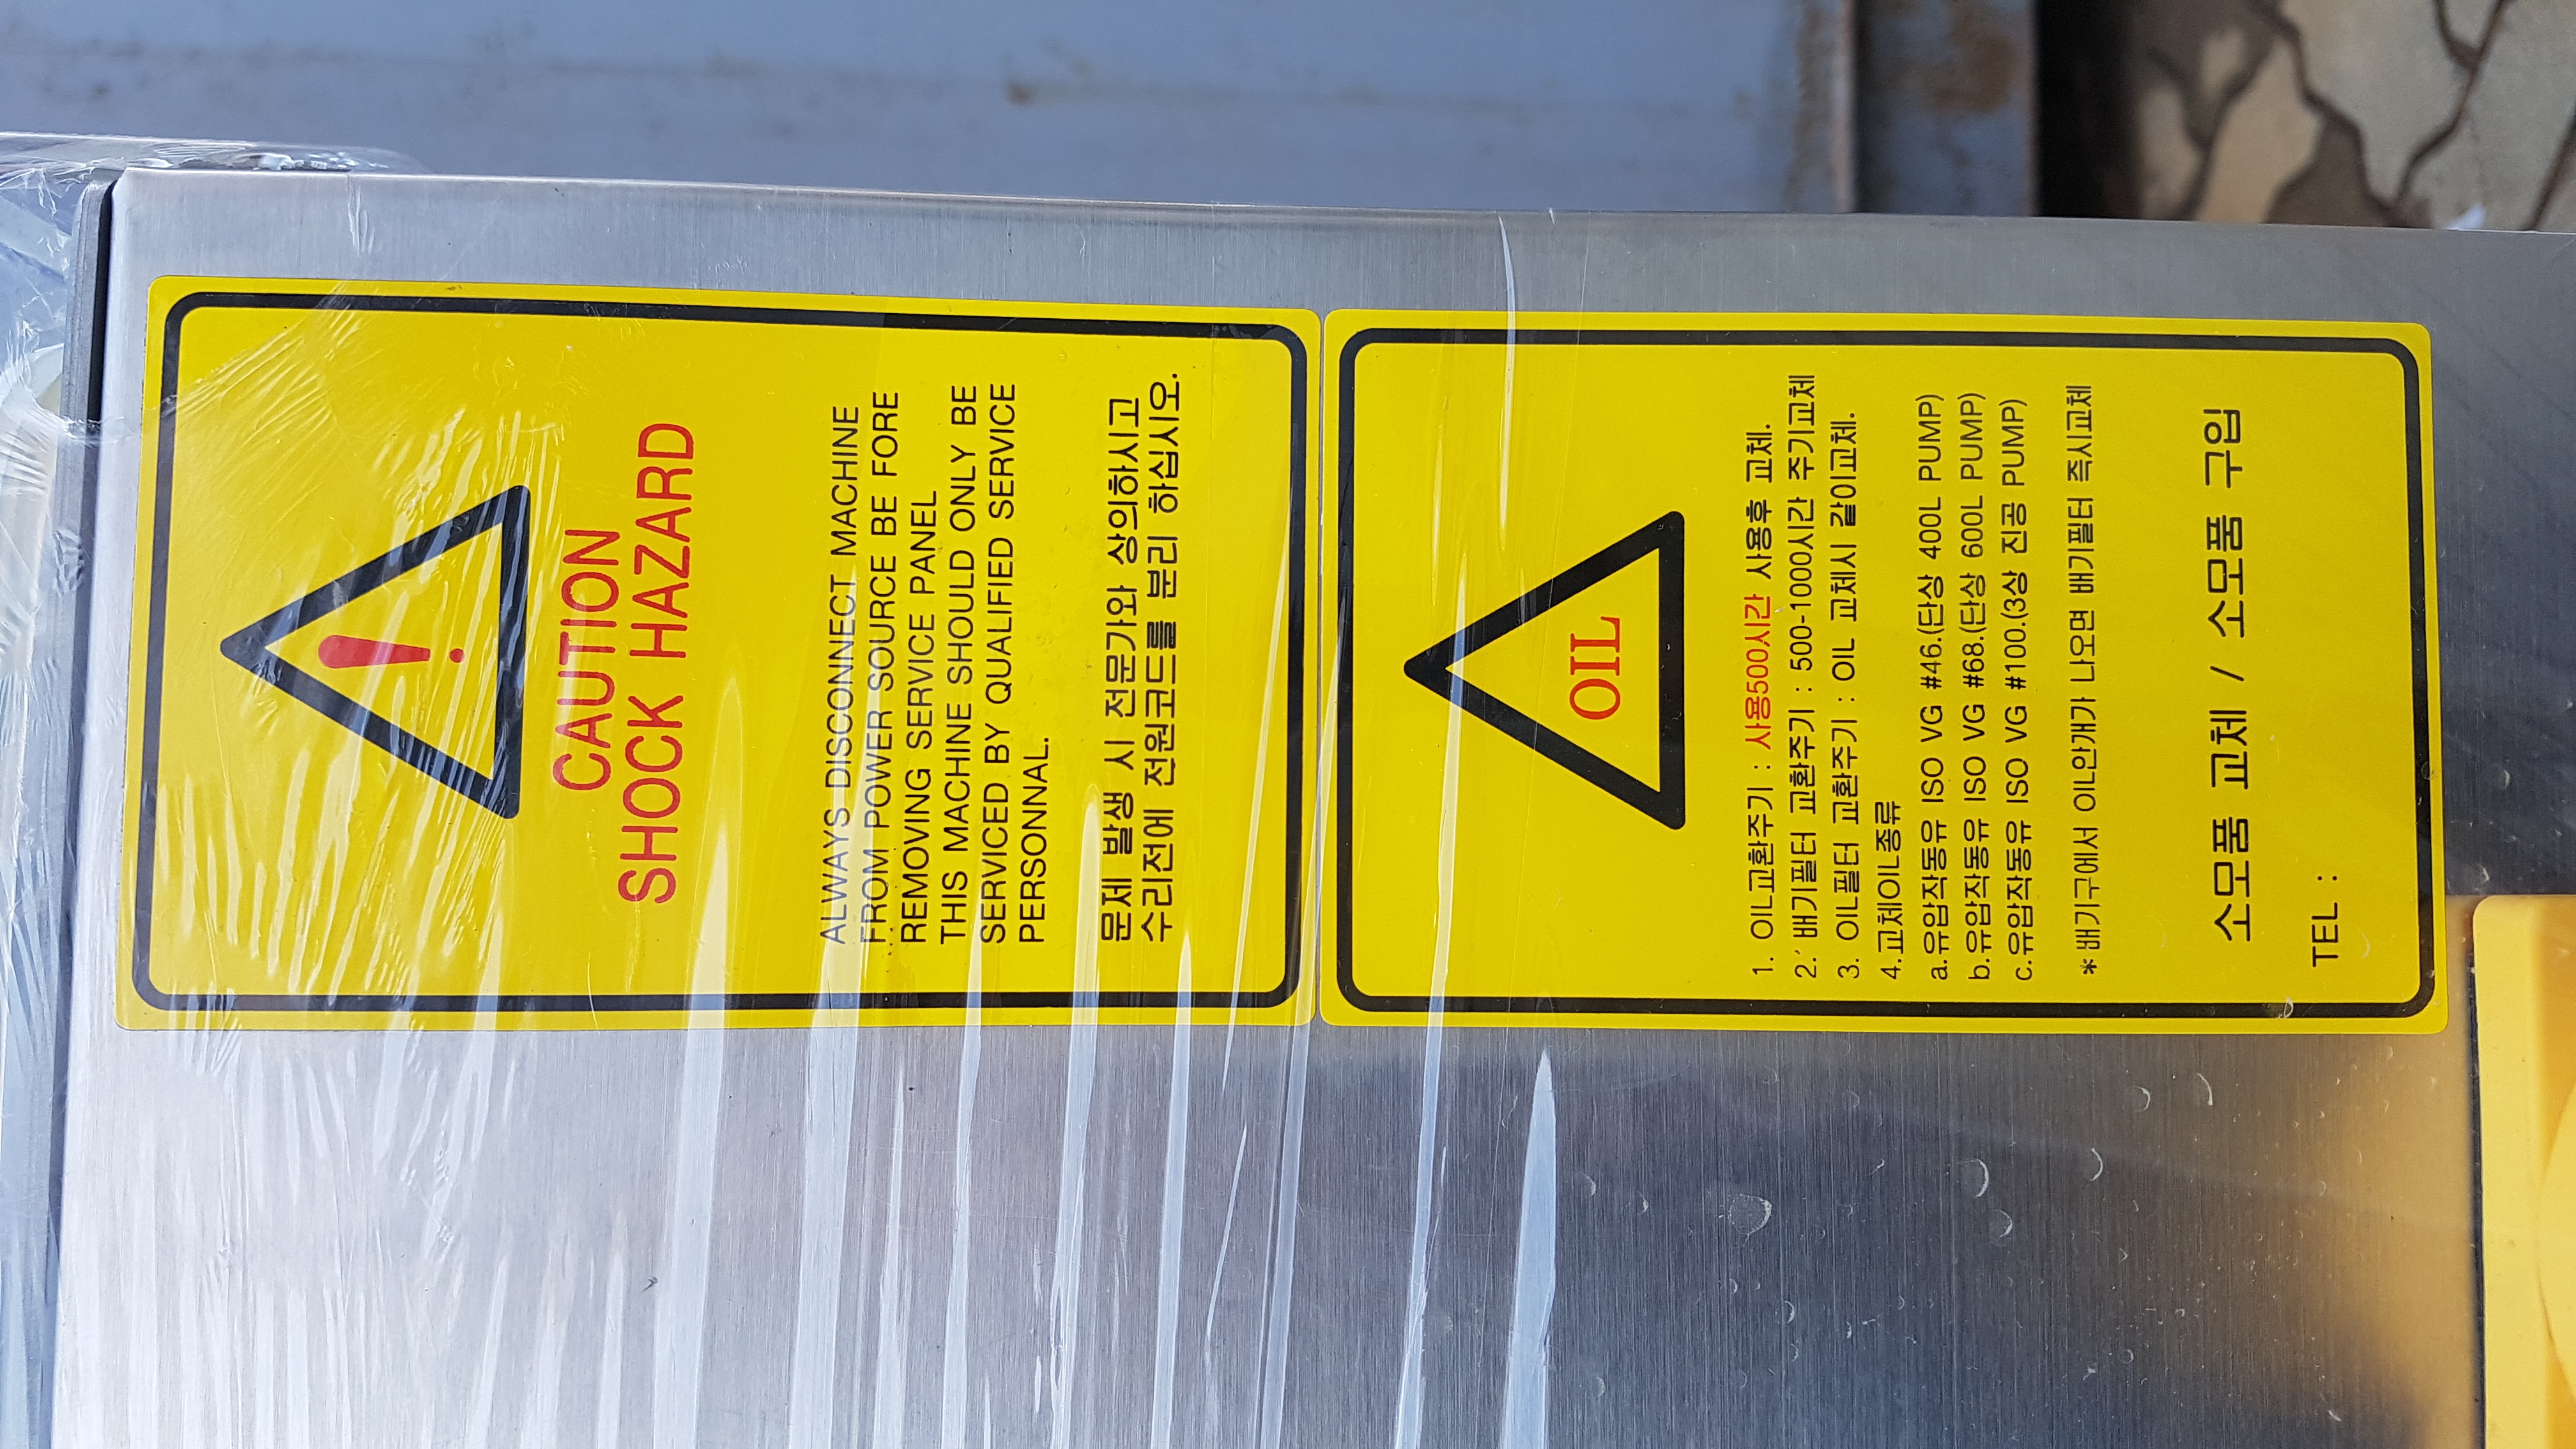 !
CAUTION
SHOCK HAZARD
ALWAYS DISCONNECT MACHINE
FROM POWER SOURCE BE FORE
REMOVING SERVICE PANEL
THIS MACHINE SHOULD ONLY BE
SERVICED BY QUALIFIED SERVICE
PERSONNAL.
문제 발생 시 전문가와 상의하시고
수리전에 전원코드를 분리 하십시오.
OIL
1. OIL교환주기 : 사용500시간 사용후 교체.
2. 배기필터 교환주기 : 500-1000시간 주기교체
3. OIL필터 교환주기 : OIL 교체시 같이교체.
4.교체OIL종류
a.유압작동유 ISO VG #46.(단상 400L PUMP)
b.유압작동유 ISO VG #68.(단상 600L PUMP)
c.유압작동유 ISO VG #100.(3상 진공 PUMP)
*배기구에서 OIL안개가 나오면 배기필터 즉시교체
소모품 교체 / 소모품 구입
TEL :